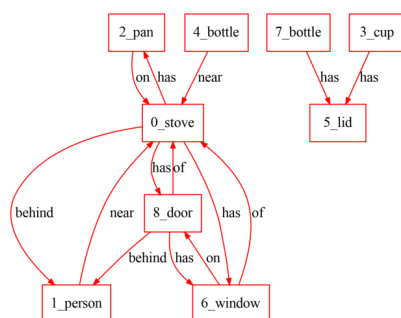 2_pan 4_bottle 7_bottle 3_cup
on has near has has
0_stove 5_lid
has of
behind near 8_door has of
behind has on
1_person 6_window